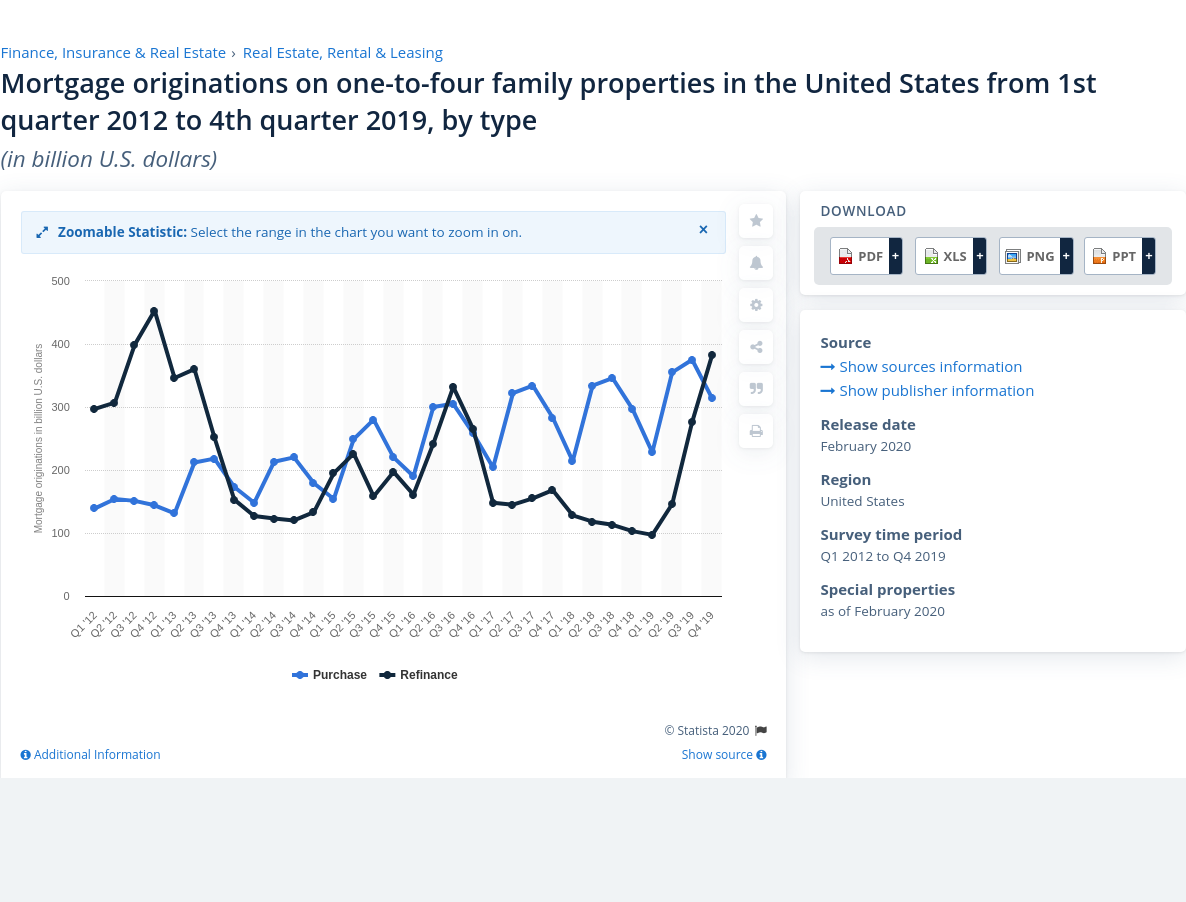 Finance, Insurance & Real Estate › Real Estate, Rental & Leasing
Mortgage originations on one-to-four family properties in the United States from 1st
quarter 2012 to 4th quarter 2019, by type
(in billion U.S. dollars)
Zoomable Statistic: Select the range in the chart you want to zoom in on.
×
Mortgage originations in billion U.S. dollars
500
400
300
200
100
0
Q1 '12
Q2 '12
Q3 '12
Q4 '12
Q1 '13
Q2 '13
Q3 '13
Q4 '13
Q1 '14
Q2 '14
Q3 '14
Q4 '14
Q1 '15
Q2 '15
Q3 '15
Q4 '15
Q1 '16
Q2 '16
Q3 '16
Q4 '16
Q1 '17
Q2 '17
Q3 '17
Q4 '17
Q1 '18
Q2 '18
Q3 '18
Q4 '18
Q1 '19
Q2 '19
Q3 '19
Q4 '19
Purchase Refinance
© Statista 2020
Additional Information
Show source
DOWNLOAD
PDF + XLS + PNG + PPT +
Source
Show sources information
Show publisher information
Release date
February 2020
Region
United States
Survey time period
Q1 2012 to Q4 2019
Special properties
as of February 2020